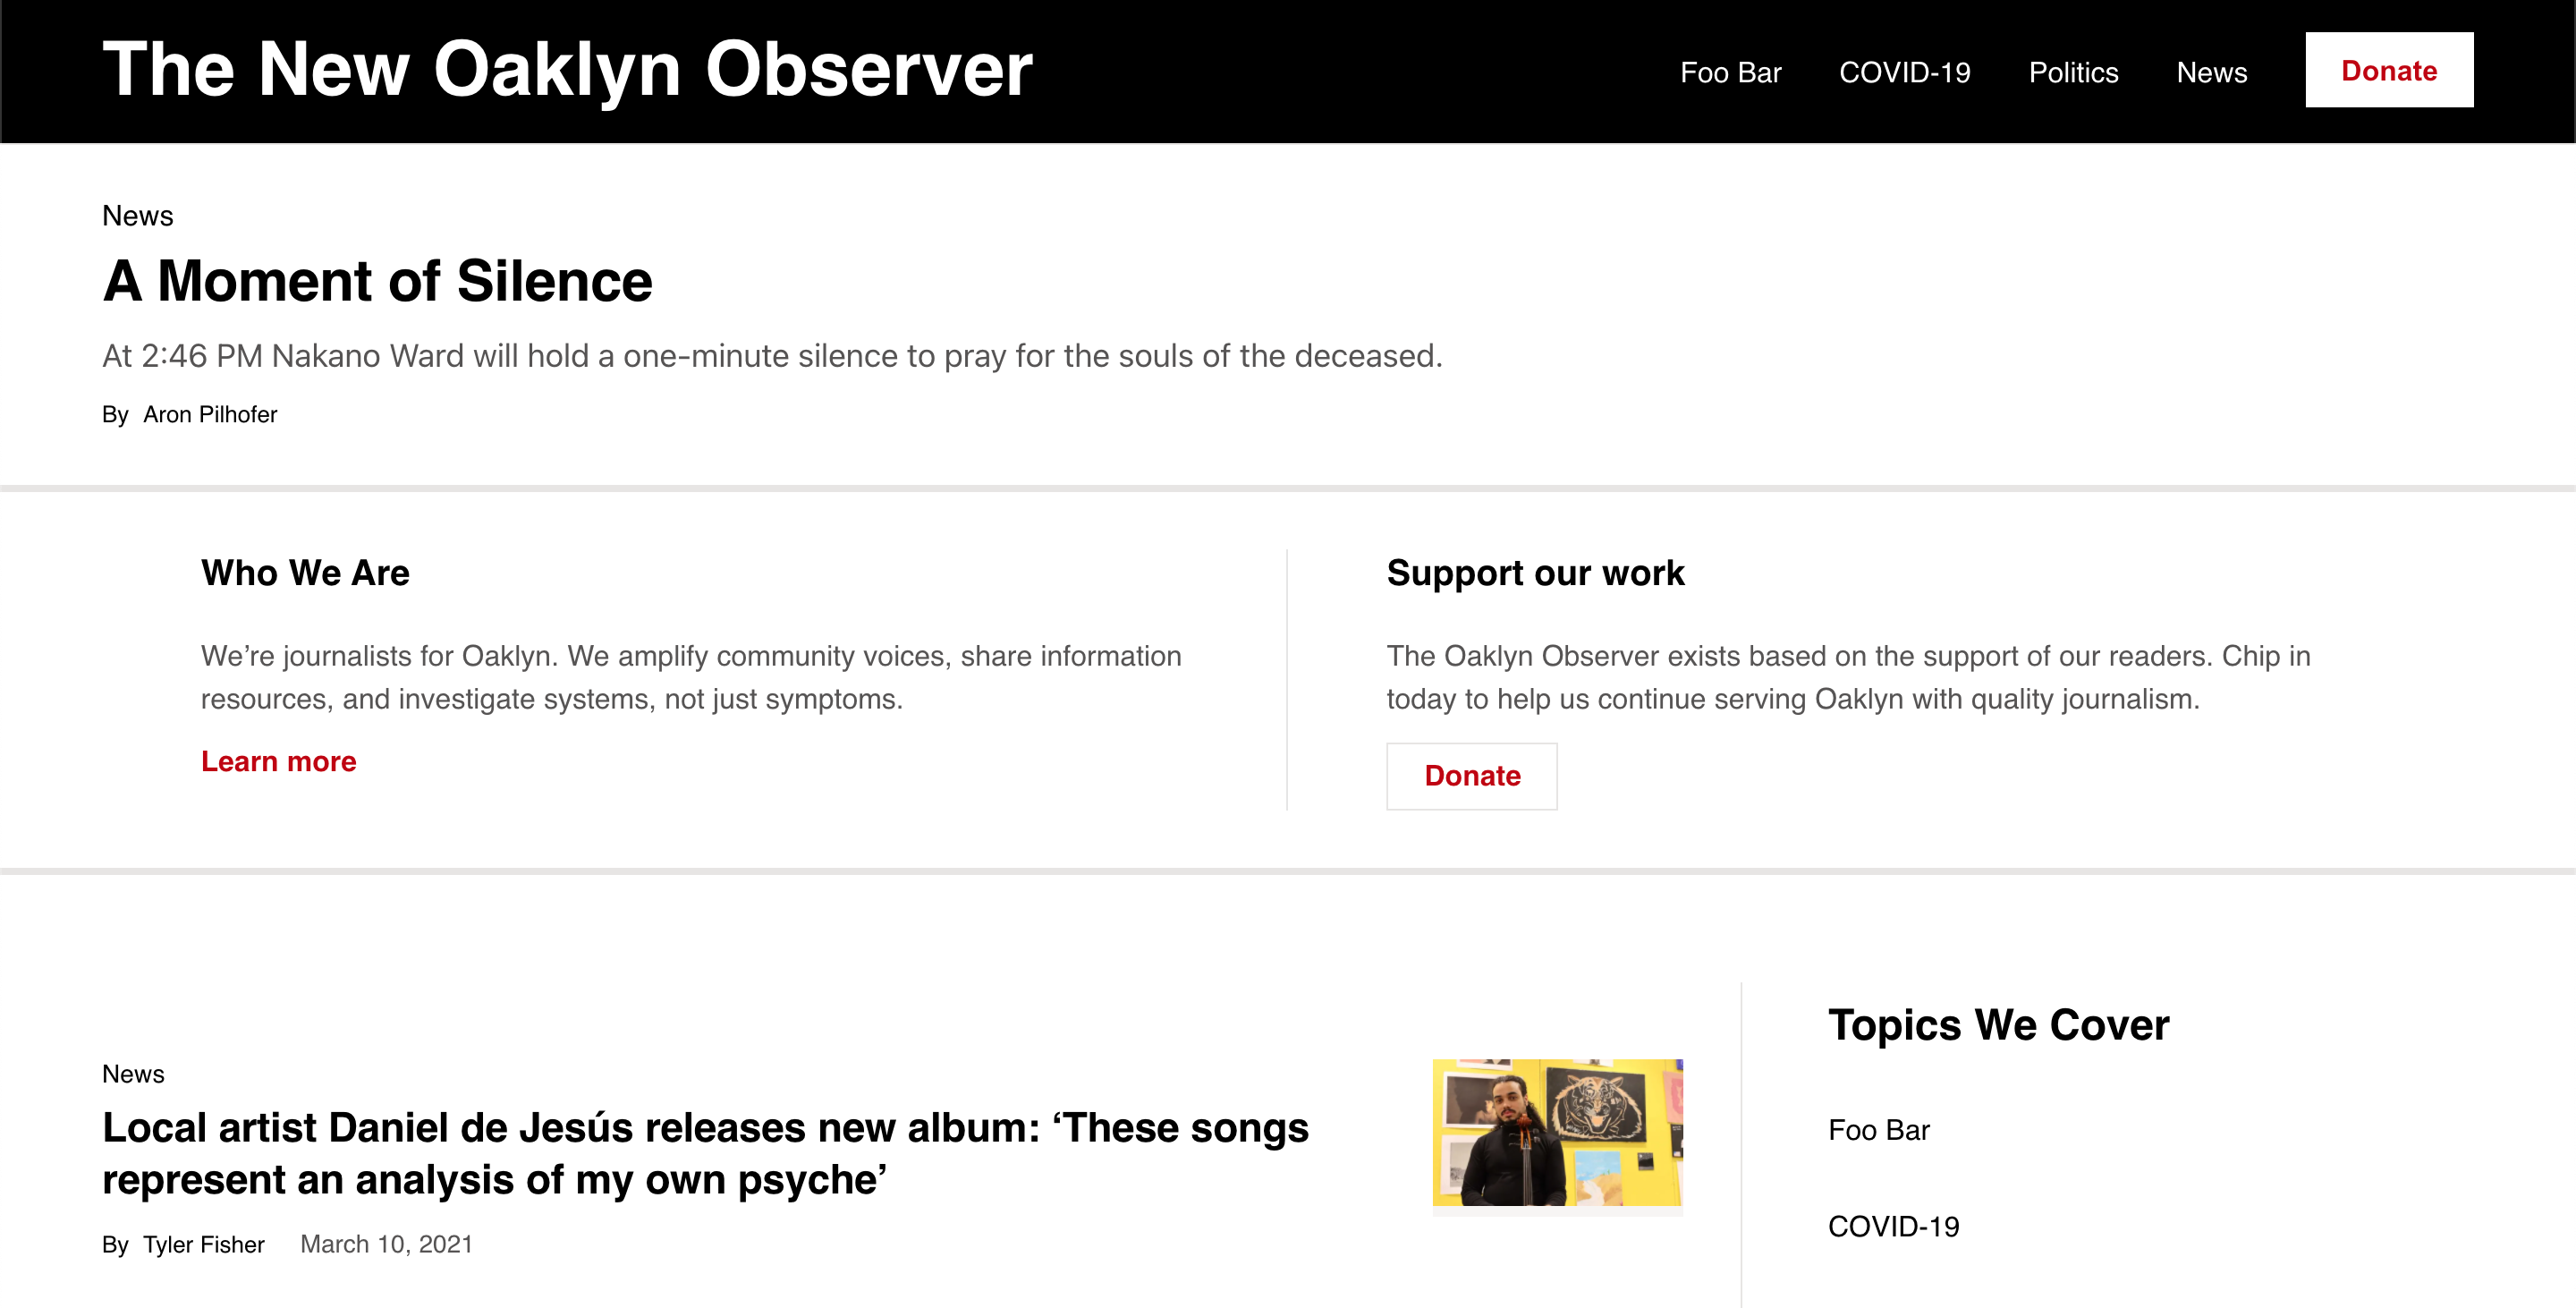 The New Oaklyn Observer
Foo Bar
COVID-19
Politics
News
Donate
News
A Moment of Silence
At 2:46 PM Nakano Ward will hold a one-minute silence to pray for the souls of the deceased.
By Aron Pilhofer
Who We Are
We’re journalists for Oaklyn. We amplify community voices, share information
resources, and investigate systems, not just symptoms.
Learn more
Support our work
The Oaklyn Observer exists based on the support of our readers. Chip in
today to help us continue serving Oaklyn with quality journalism.
Donate
News
Local artist Daniel de Jesús releases new album: ‘These songs
represent an analysis of my own psyche’
By Tyler Fisher March 10, 2021
Topics We Cover
Foo Bar
COVID-19